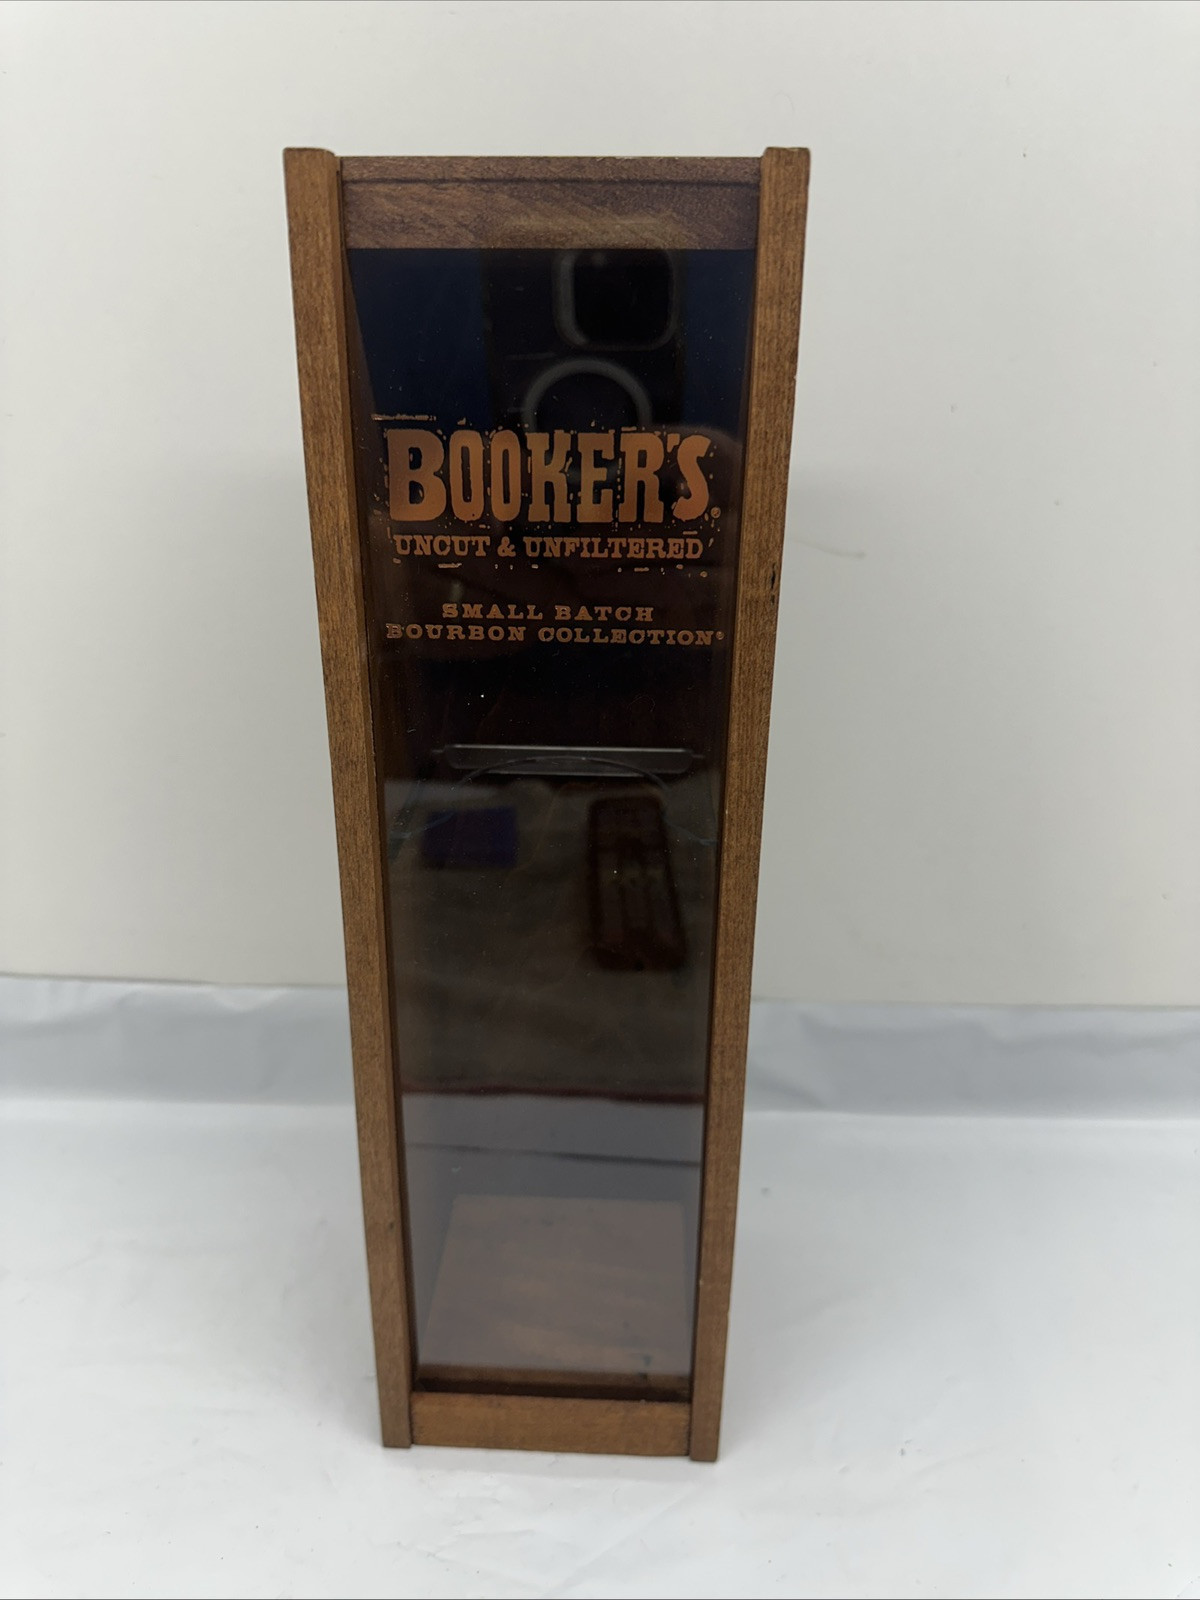 BOOKER'S®
UNCUT & UNFILTERED
SMALL BATCH
BOURBON COLLECTION®